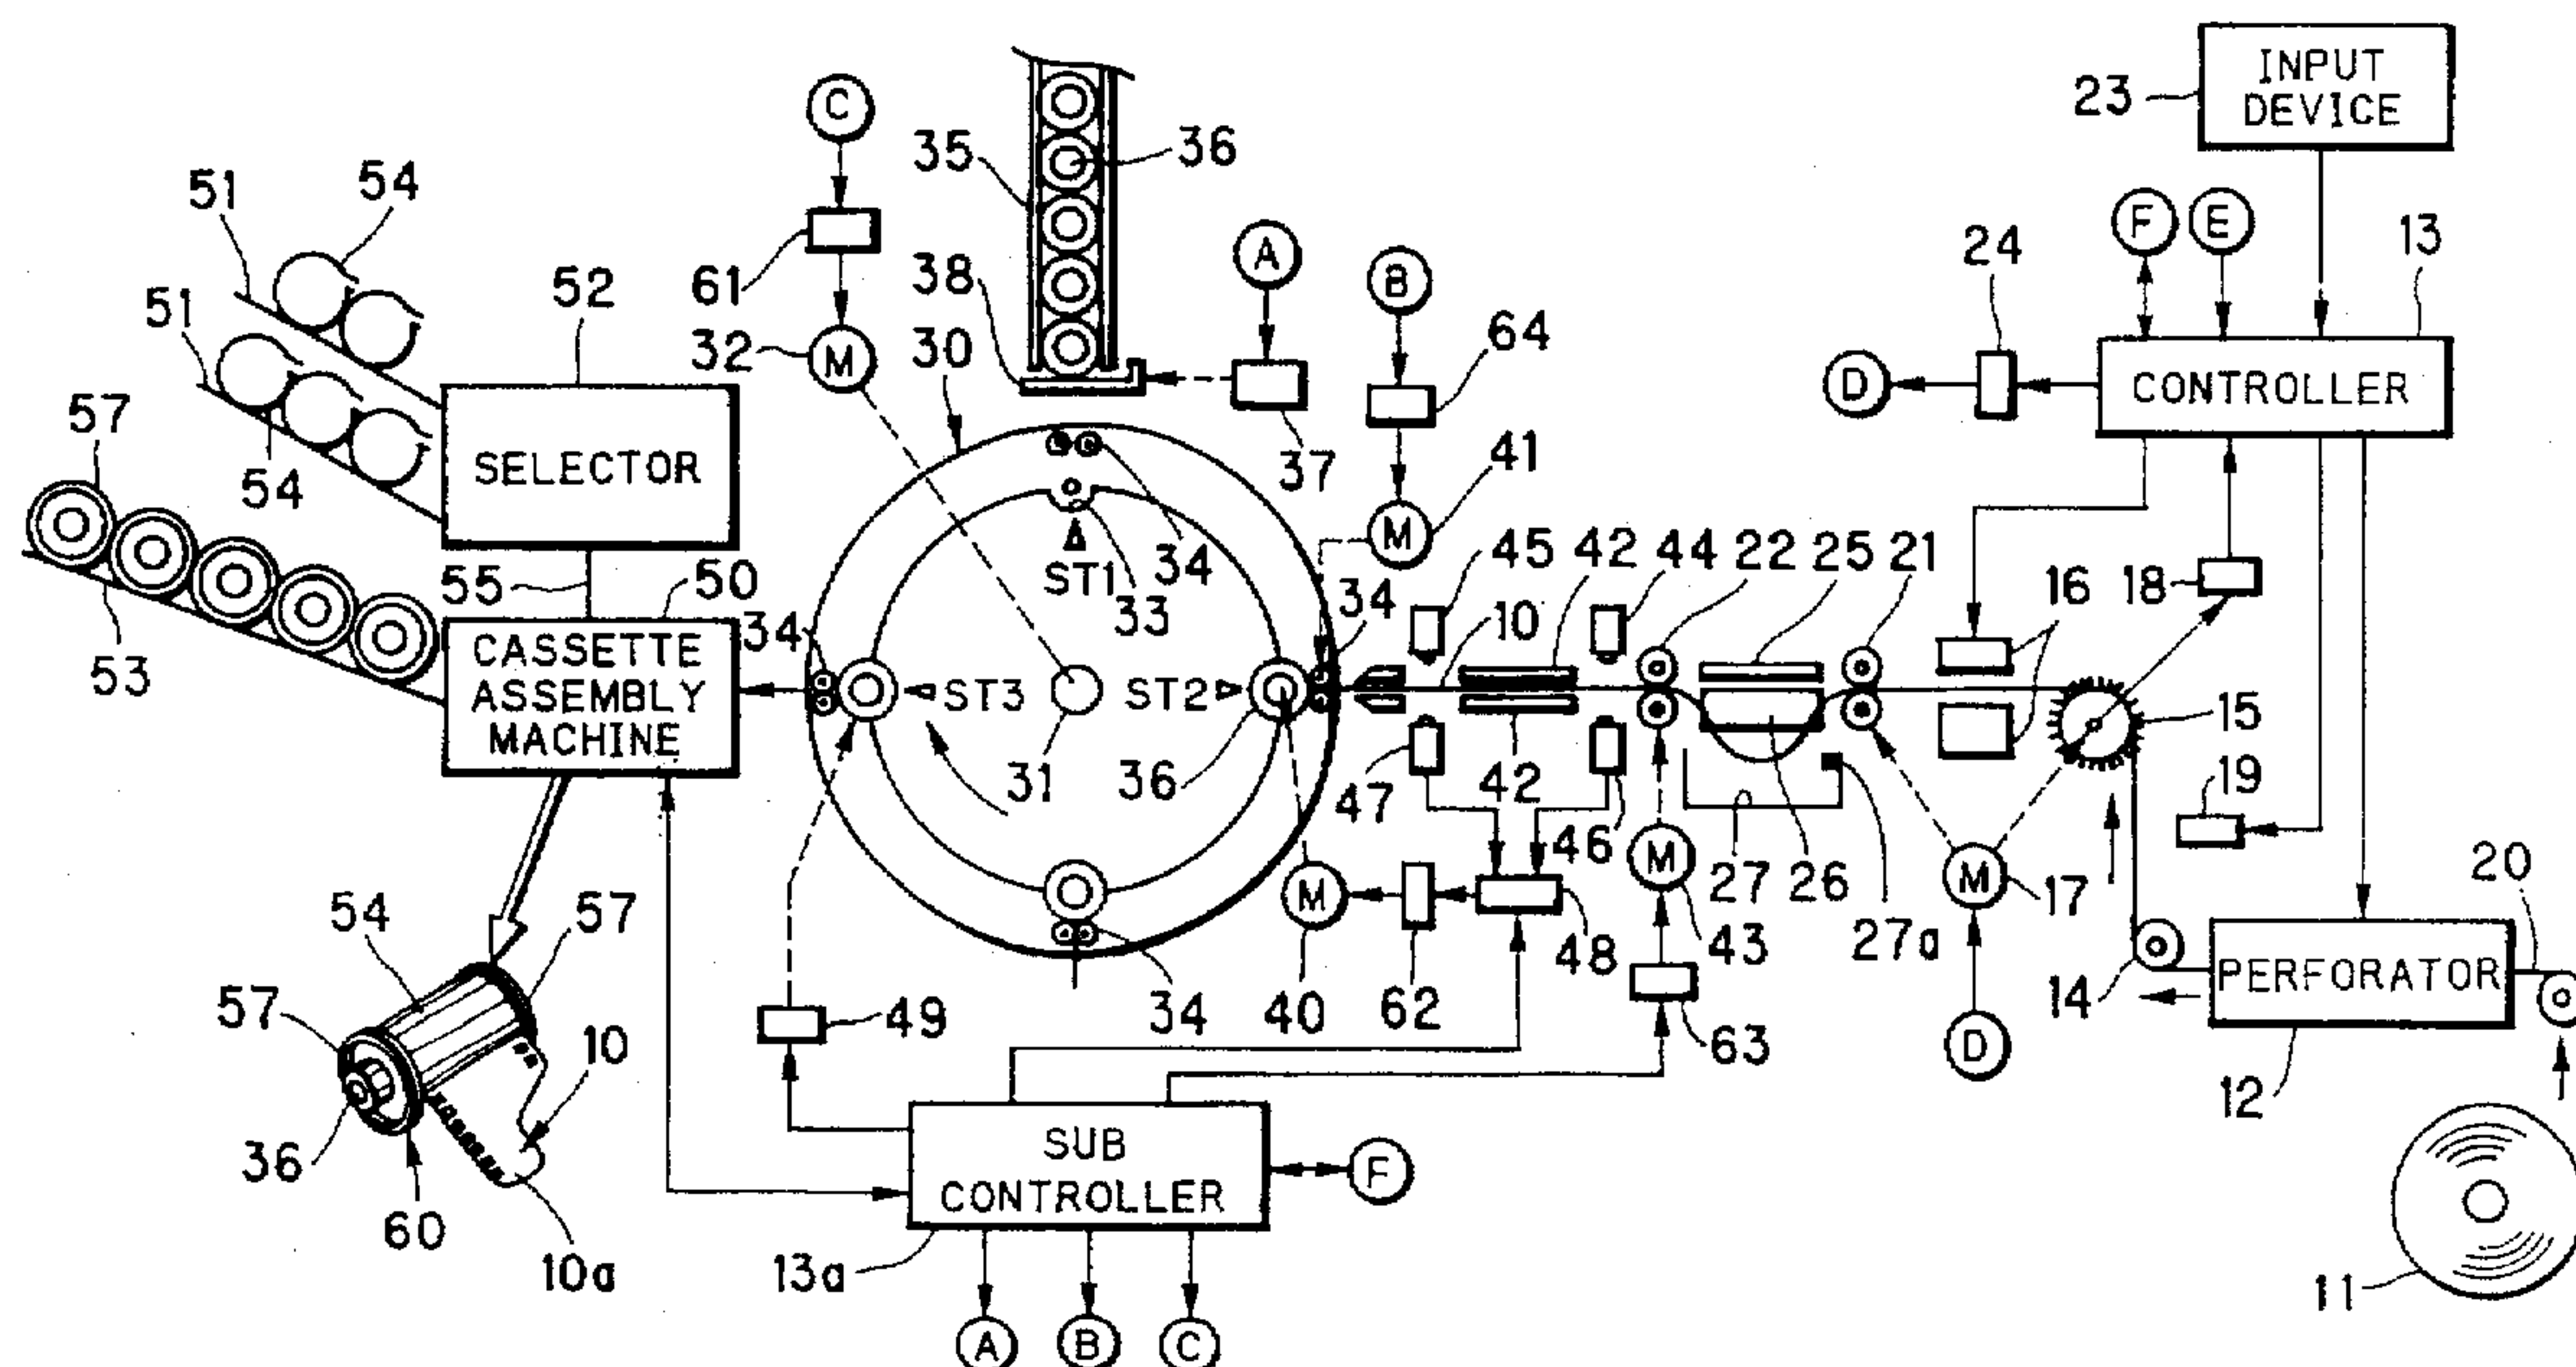 INPUT
DEVICE
23
C
35
36
54
51
F
E
24
13
A
38
B
61
52
51
32
M
30
64
D
CONTROLLER
57
37
41
SELECTOR
54
M
45
42
44
22
25
21
ST1
34
18
16
55
50
33
34
10
53
34
CASSETTE
ASSEMBLY
MACHINE
ST3
ST2
15
31
36
47
42
46
19
M
27
26
M
17
20
54
57
M
48
43
27a
14
PERFORATOR
57
49
34
40
62
63
D
10
12
36
SUB
CONTROLLER
F
60
10a
13a
11
A
B
C